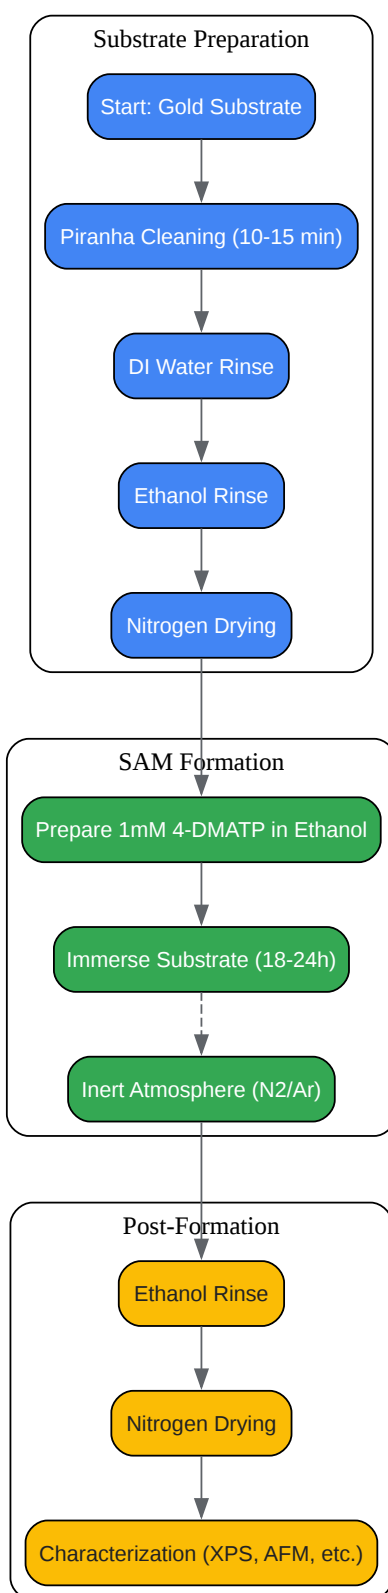 Substrate Preparation
Start: Gold Substrate
Piranha Cleaning (10-15 min)
DI Water Rinse
Ethanol Rinse
Nitrogen Drying
SAM Formation
Prepare 1mM 4-DMATP in Ethanol
Immerse Substrate (18-24h)
Inert Atmosphere (N2/Ar)
Post-Formation
Ethanol Rinse
Nitrogen Drying
Characterization (XPS, AFM, etc.)